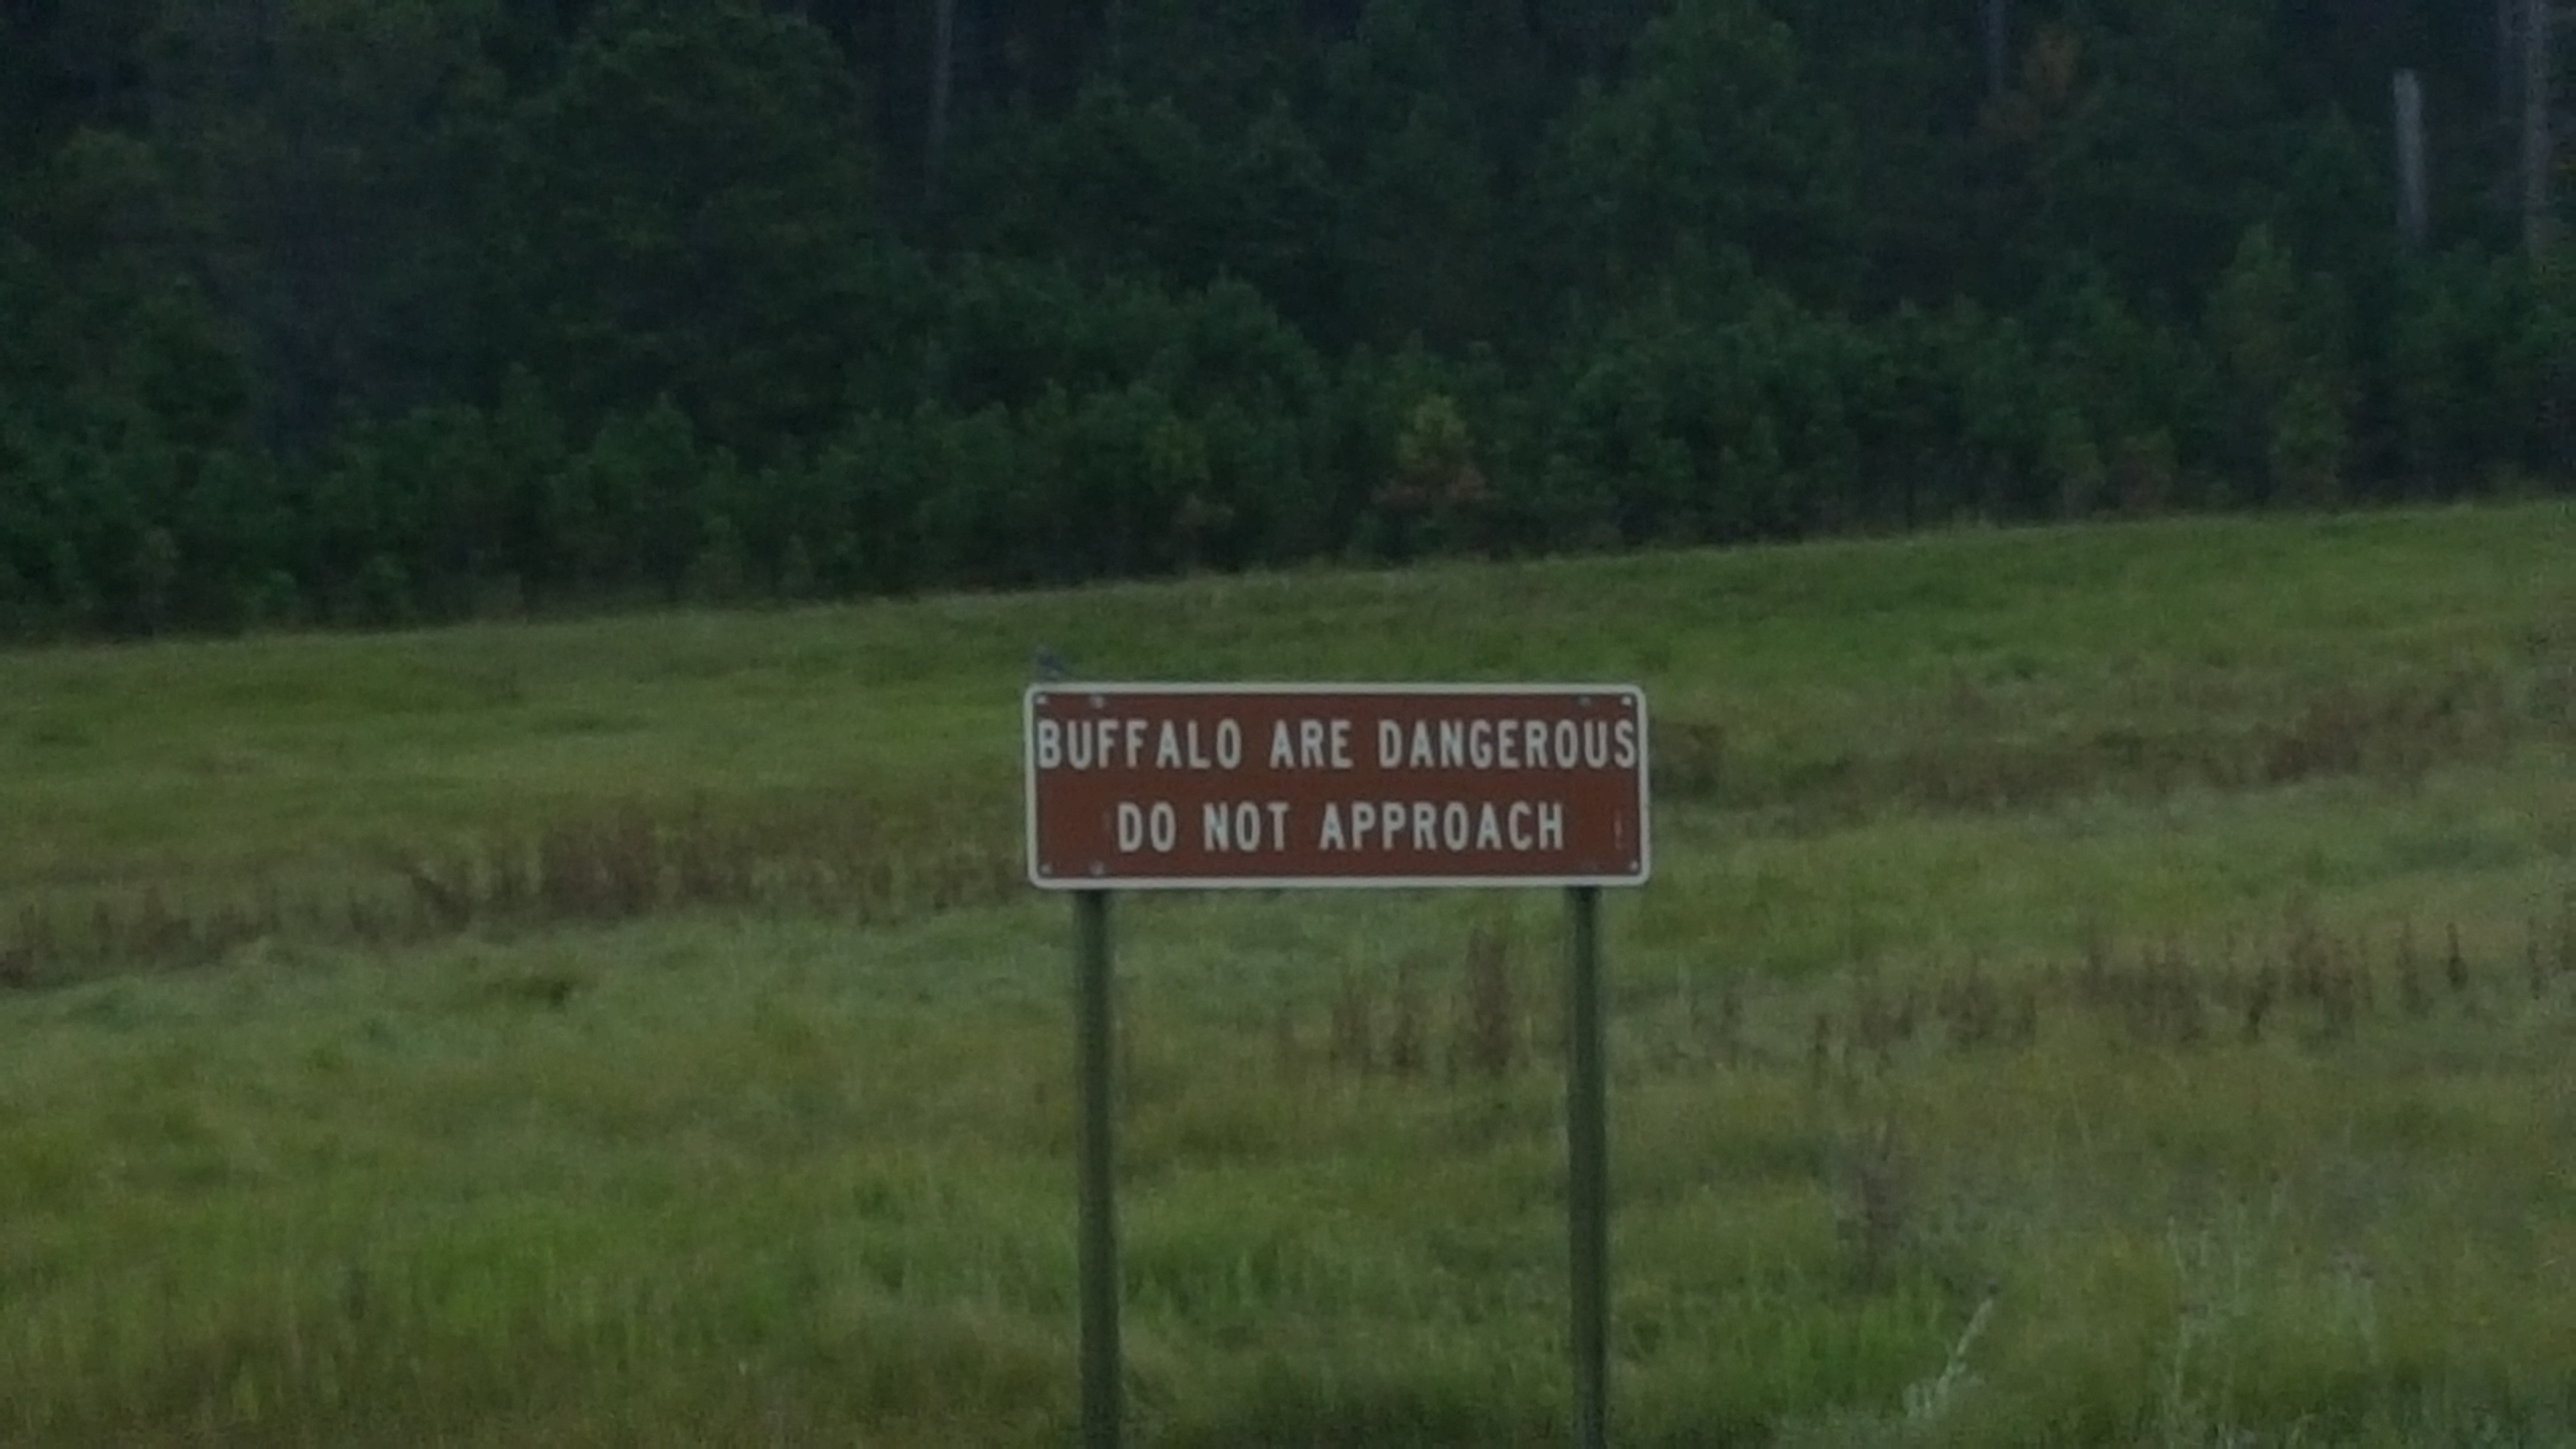 BUFFALO ARE DANGEROUS
DO NOT APPROACH